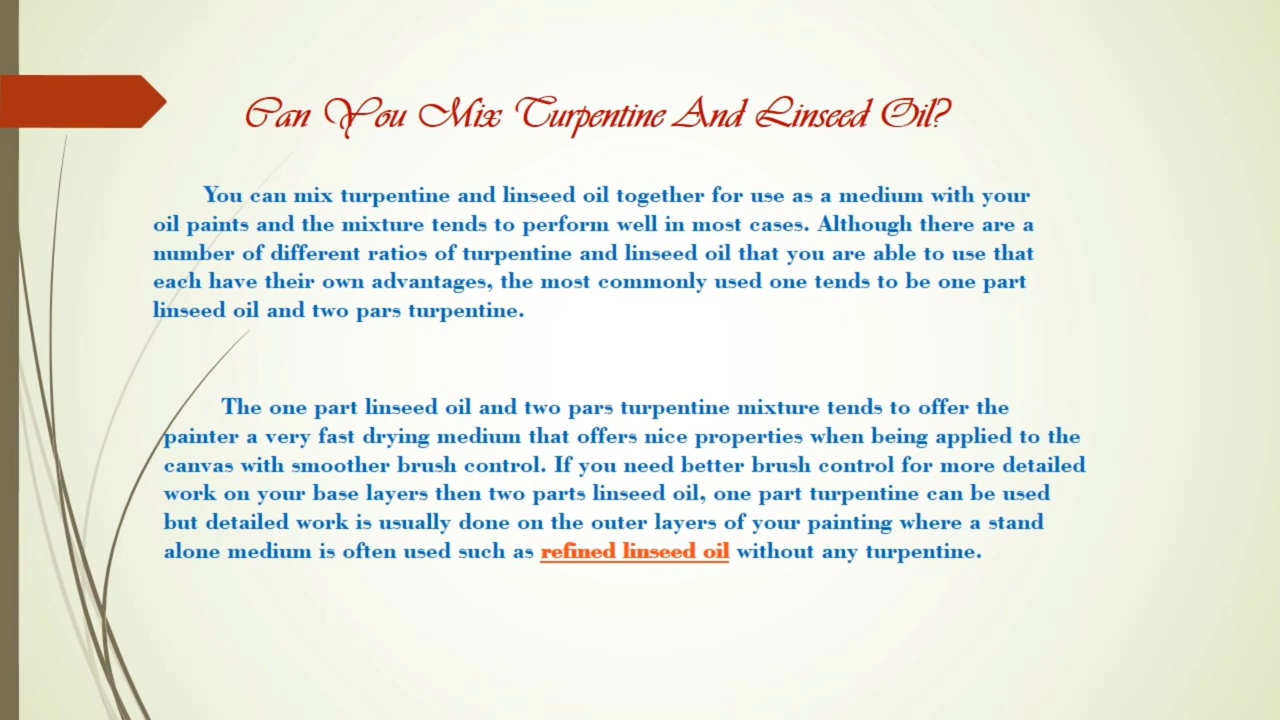 Can You Mix Turpentine And Linseed Oil?
You can mix turpentine and linseed oil together for use as a medium with your
oil paints and the mixture tends to perform well in most cases. Although there are a
number of different ratios of turpentine and linseed oil that you are able to use that
each have their own advantages, the most commonly used one tends to be one part
linseed oil and two pars turpentine.
The one part linseed oil and two pars turpentine mixture tends to offer the
painter a very fast drying medium that offers nice properties when being applied to the
canvas with smoother brush control. If you need better brush control for more detailed
work on your base layers then two parts linseed oil, one part turpentine can be used
but detailed work is usually done on the outer layers of your painting where a stand
alone medium is often used such as refined linseed oil without any turpentine.